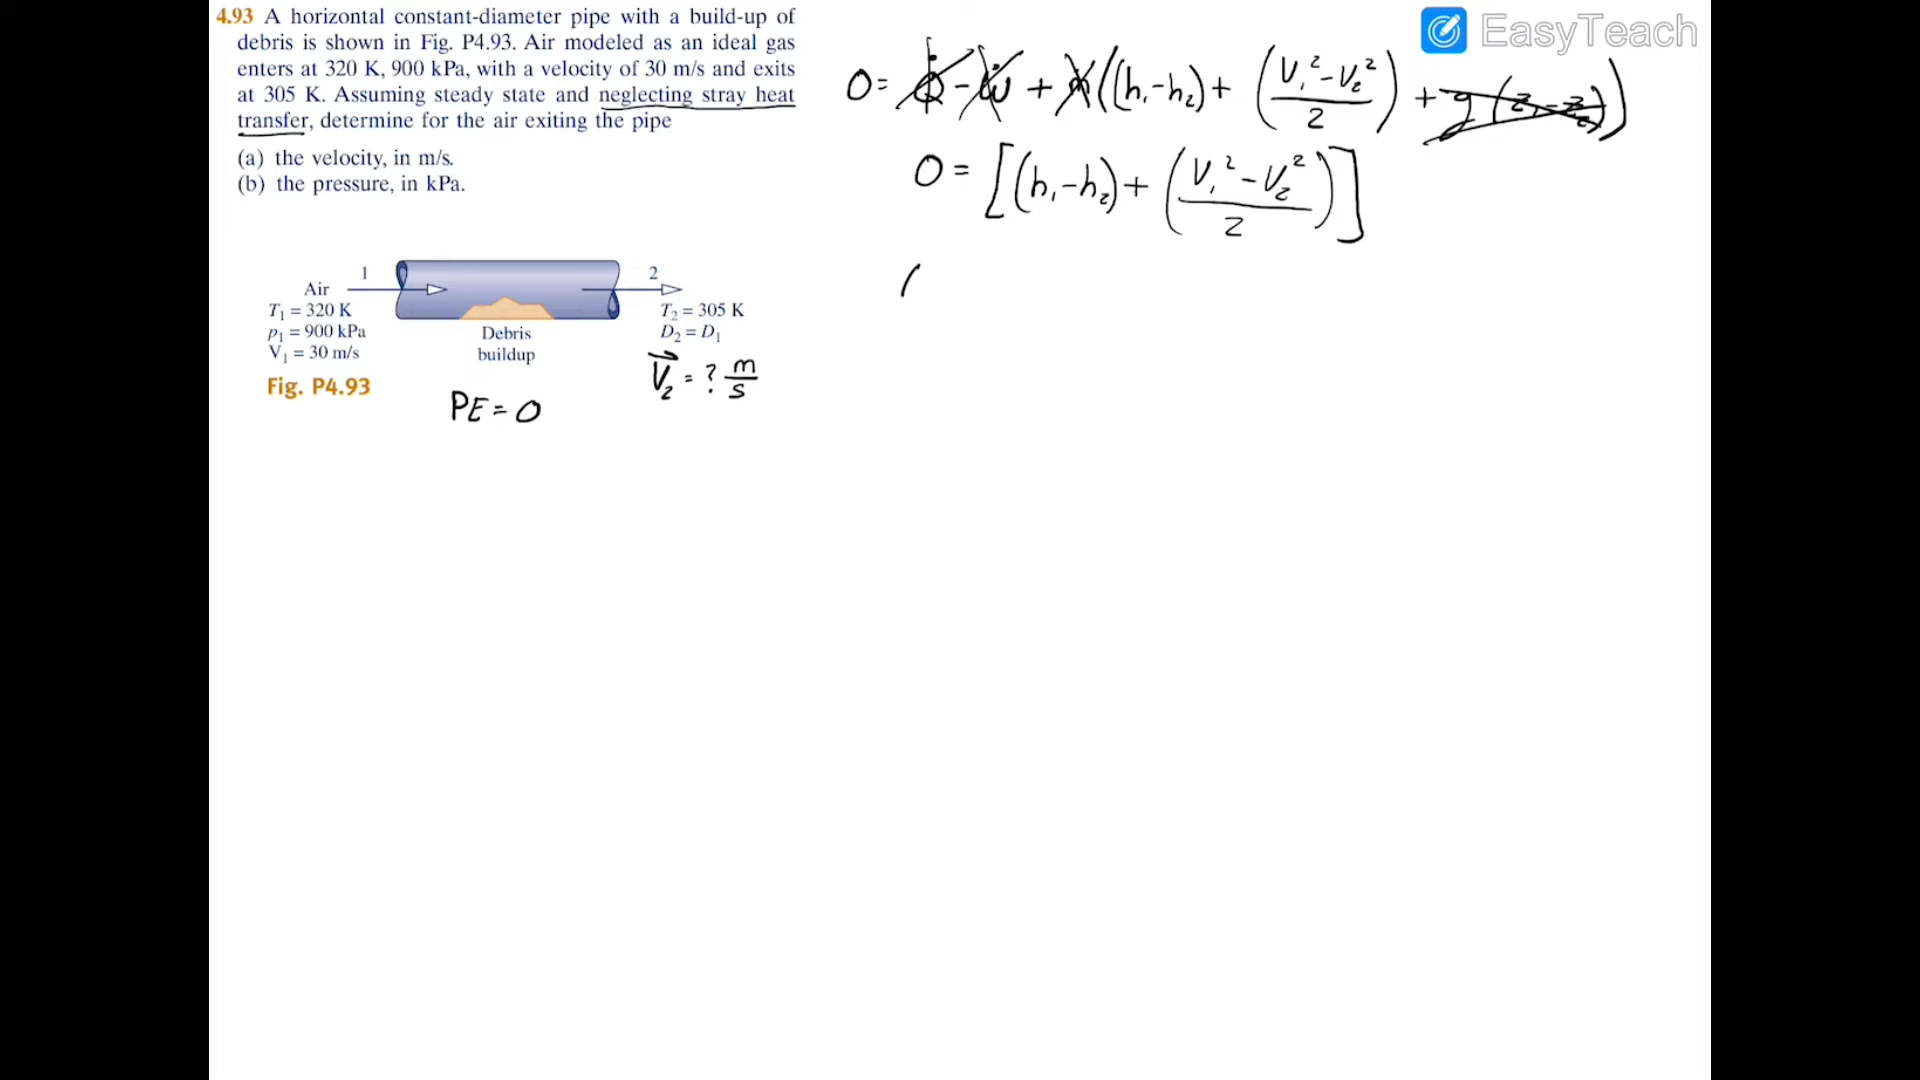 4.93 A horizontal constant-diameter pipe with a build-up of
debris is shown in Fig. P4.93. Air modeled as an ideal gas
enters at 320 K, 900 kPa, with a velocity of 30 m/s and exits
at 305 K. Assuming steady state and neglecting stray heat
transfer, determine for the air exiting the pipe
(a) the velocity, in m/s.
(b) the pressure, in kPa.
1
Air
T₁ = 320 K
p₁ = 900 kPa
V₁ = 30 m/s
Debris
buildup
2
T₂ = 305 K
D₂ = D₁
Fig. P4.93
V₂ = ? m/s
PE = 0
EasyTeach
0 = Q̇ - Ẇ + ṁ((h₁-h₂) + (V₁²-V₂²/2) + g(z₁-z₂))
0 = [(h₁-h₂) + (V₁²-V₂²/2)]
(